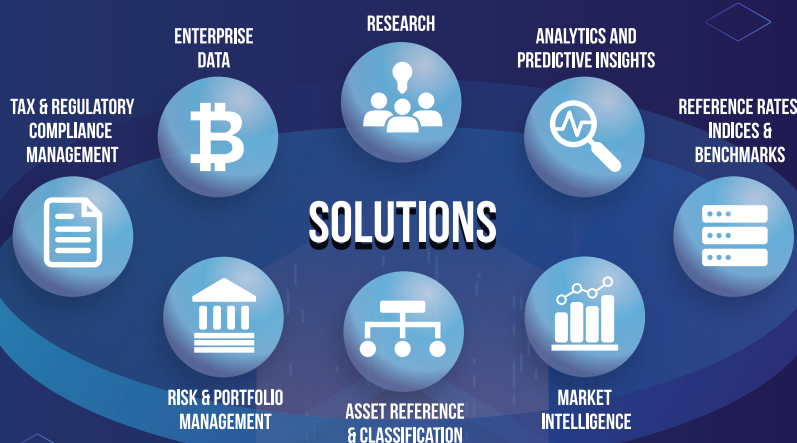 RESEARCH
ENTERPRISE
DATA
ANALYTICS AND
PREDICTIVE INSIGHTS
TAX & REGULATORY
COMPLIANCE
MANAGEMENT
REFERENCE RATES
INDICES &
BENCHMARKS
SOLUTIONS
RISK & PORTFOLIO
MANAGEMENT
ASSET REFERENCE
& CLASSIFICATION
MARKET
INTELLIGENCE